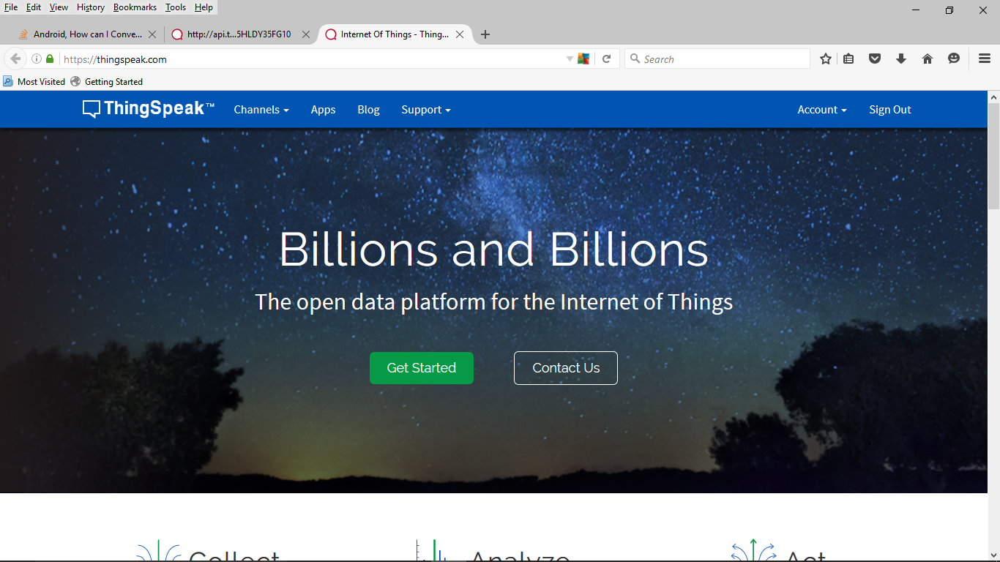 File Edit View History Bookmarks Tools Help
Android, How can I Conve...
http://api.t...5HLDY35FG10
Internet Of Things - Thing...
https://thingspeak.com
Search
Most Visited
Getting Started
ThingSpeak™
Channels
Apps
Blog
Support
Account
Sign Out
Billions and Billions
The open data platform for the Internet of Things
Get Started
Contact Us
Collect
Analyze
Act